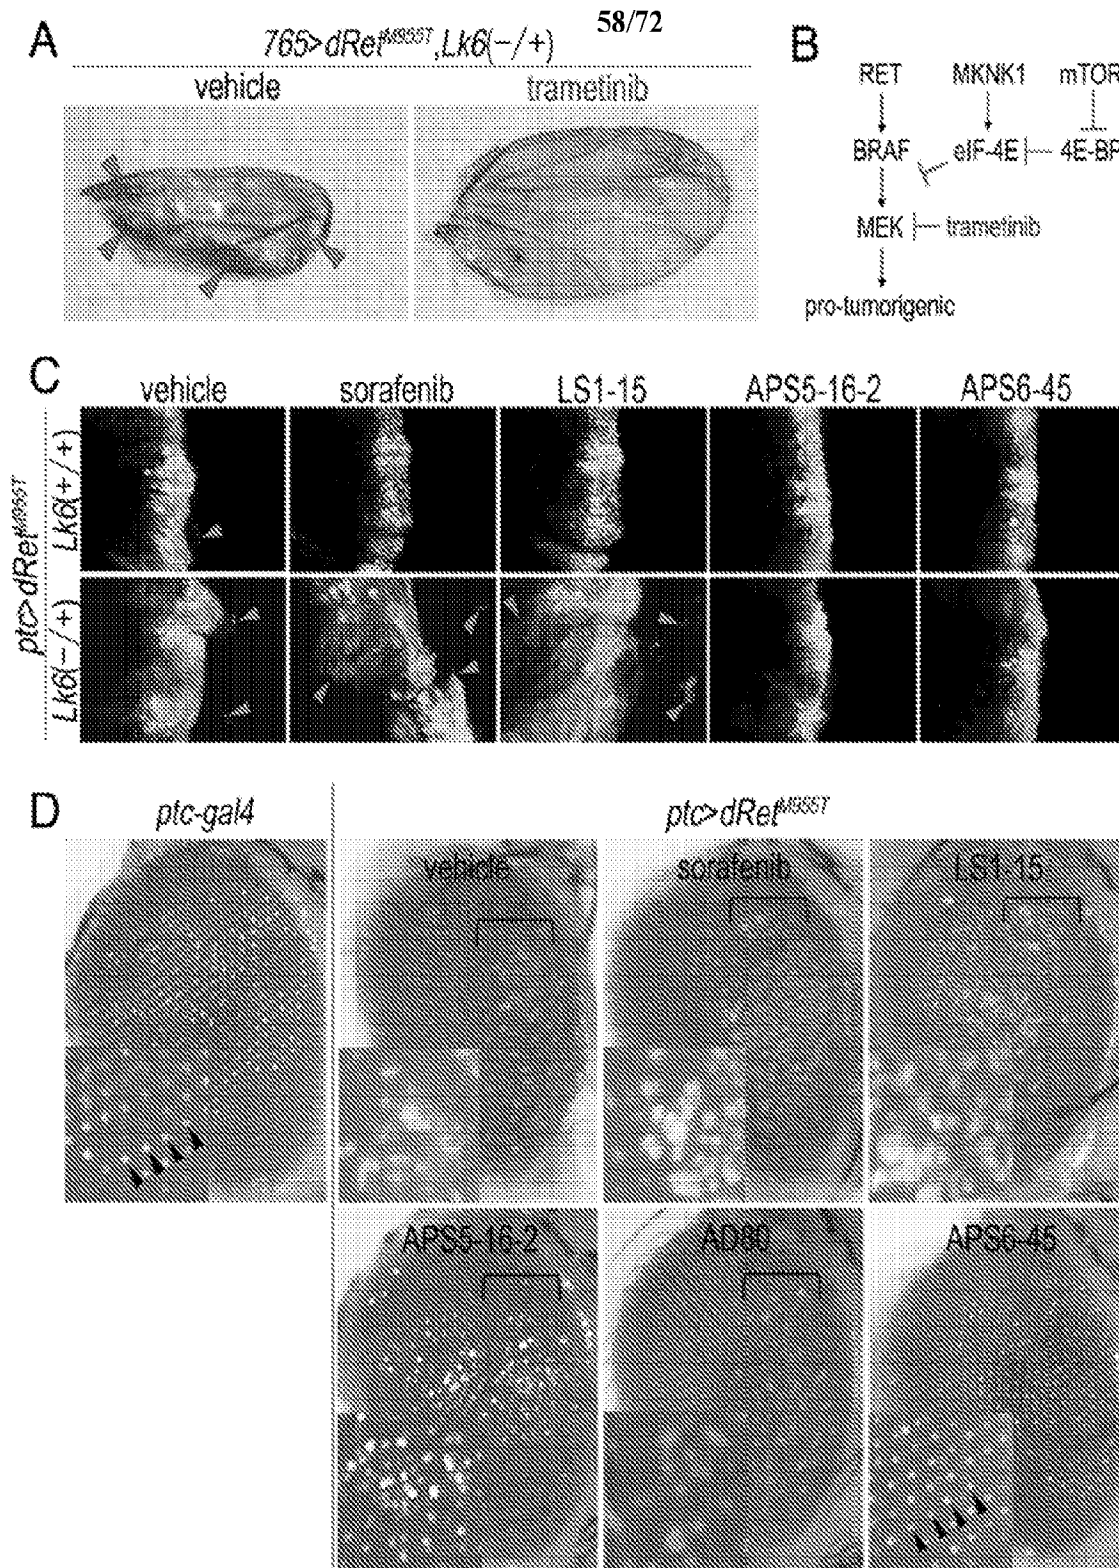 58/72
A
765>dRet^M955T,Lk6(−/+)
vehicle trametinib
B
RET MKNK1 mTOR
BRAF eIF-4E 4E-BP
MEK trametinib
pro-tumorigenic
C
vehicle sorafenib LS1-15 APS5-16-2 APS6-45
ptc>dRet^M955T
Lk6(+/+)
Lk6(−/+)
D
ptc-gal4 ptc>dRet^M955T
vehicle sorafenib LS1-15
APS5-16-2 AD80 APS6-45